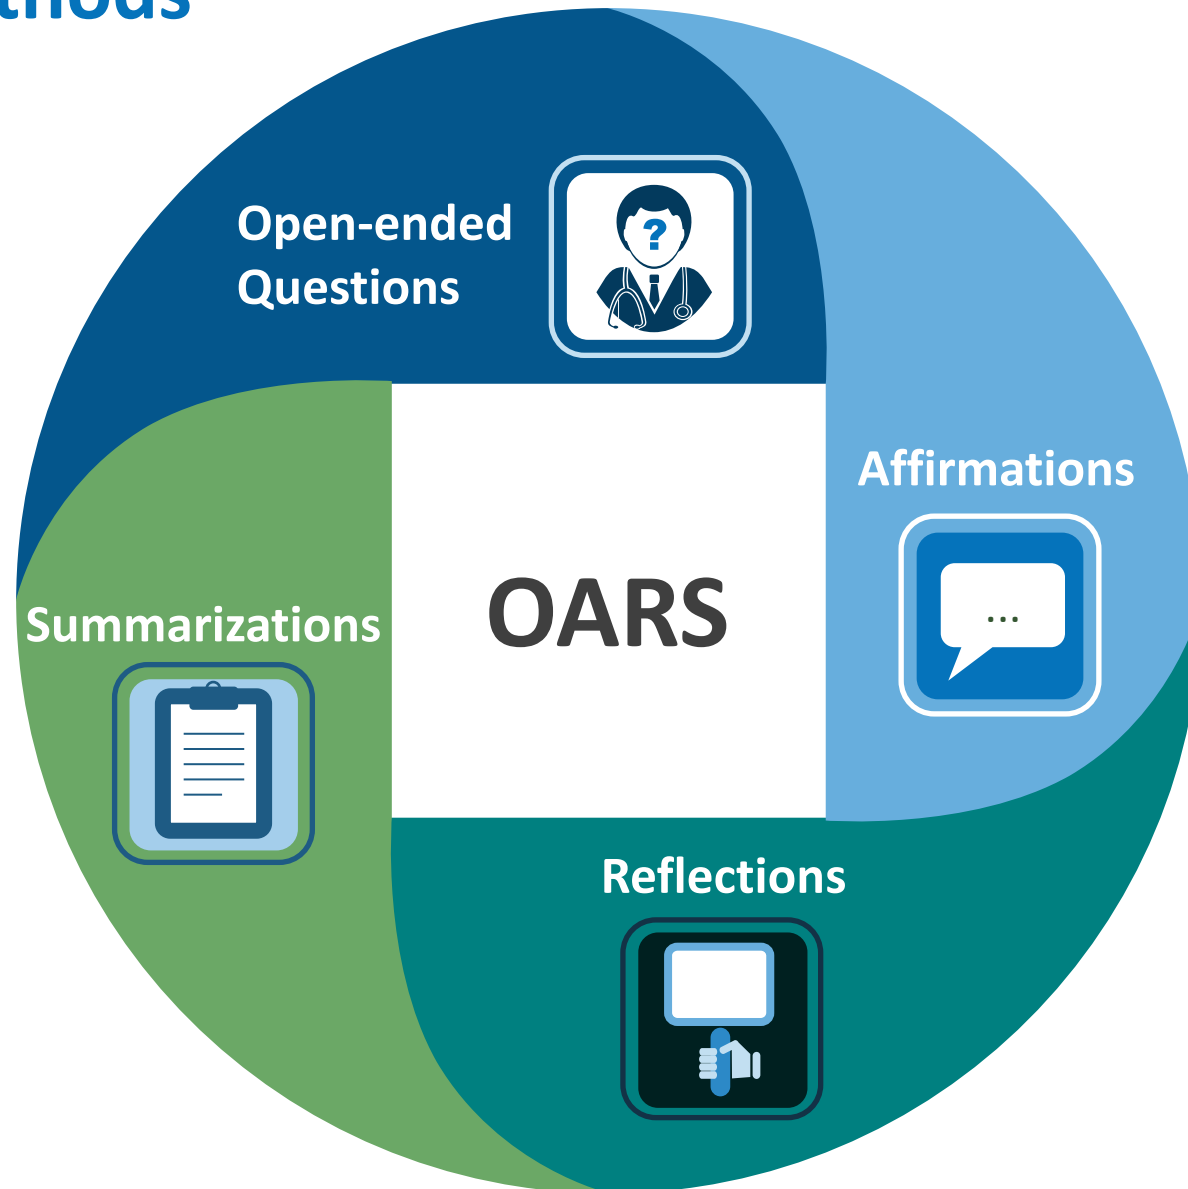 Open-ended
Questions
?
Affirmations
...
OARS
Summarizations
Reflections